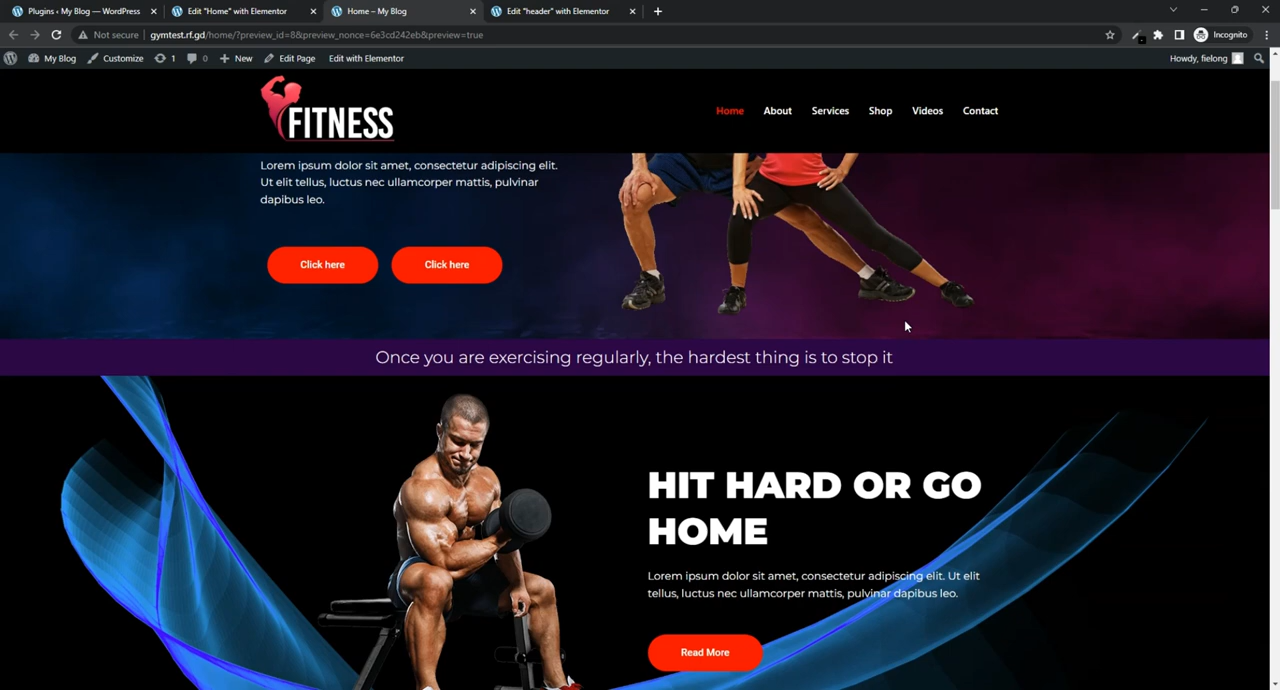 Plugins ‹ My Blog — WordPress
Edit "Home" with Elementor
Home – My Blog
Edit "header" with Elementor
Not secure
gymtest.rf.gd/home/?preview_id=8&preview_nonce=6e3cd242eb&preview=true
Incognito
My Blog
Customize
1
0
New
Edit Page
Edit with Elementor
Howdy, fielong
FITNESS
Home
About
Services
Shop
Videos
Contact
Lorem ipsum dolor sit amet, consectetur adipiscing elit.
Ut elit tellus, luctus nec ullamcorper mattis, pulvinar
dapibus leo.
Click here
Click here
Once you are exercising regularly, the hardest thing is to stop it
HIT HARD OR GO
HOME
Lorem ipsum dolor sit amet, consectetur adipiscing elit. Ut elit
tellus, luctus nec ullamcorper mattis, pulvinar dapibus leo.
Read More